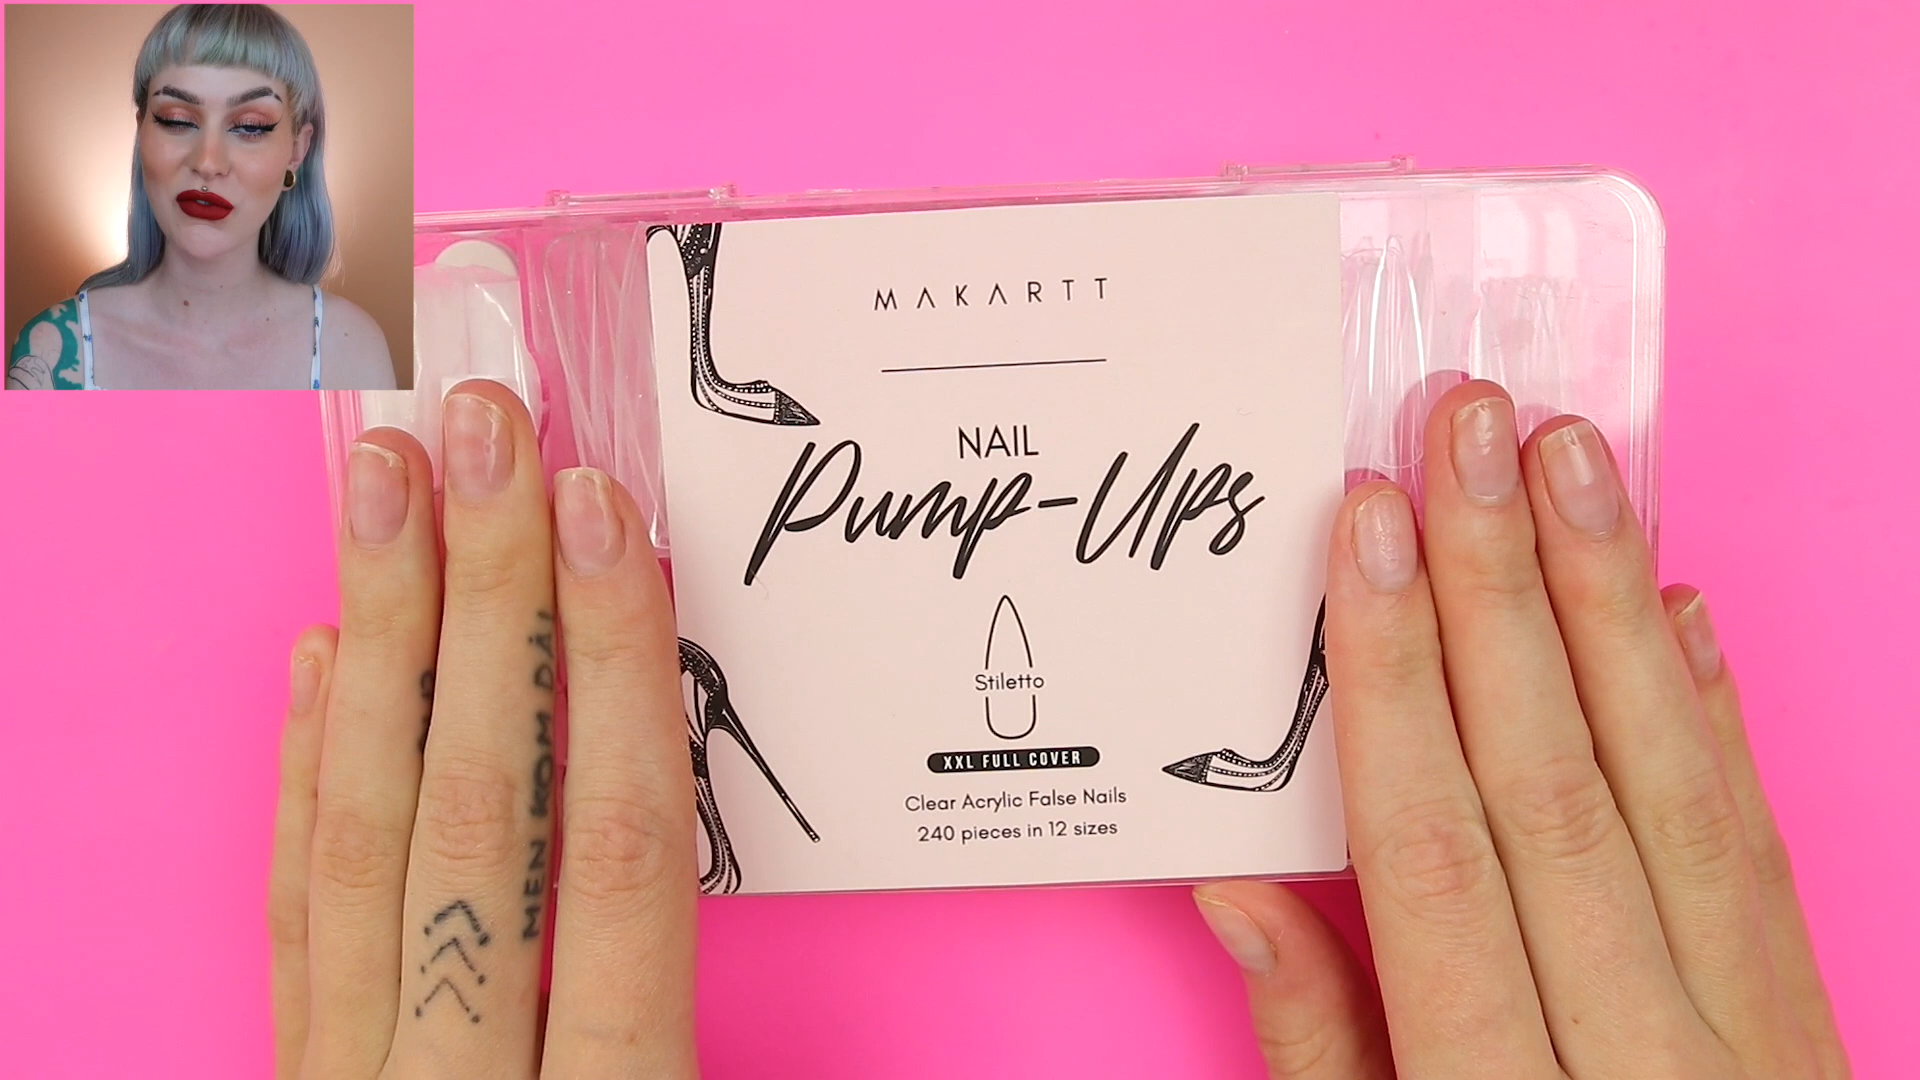 MAKARTT
NAIL
Pump-Ups
Stiletto
XXL FULL COVER
Clear Acrylic False Nails
240 pieces in 12 sizes
MEN KOM DÅ!